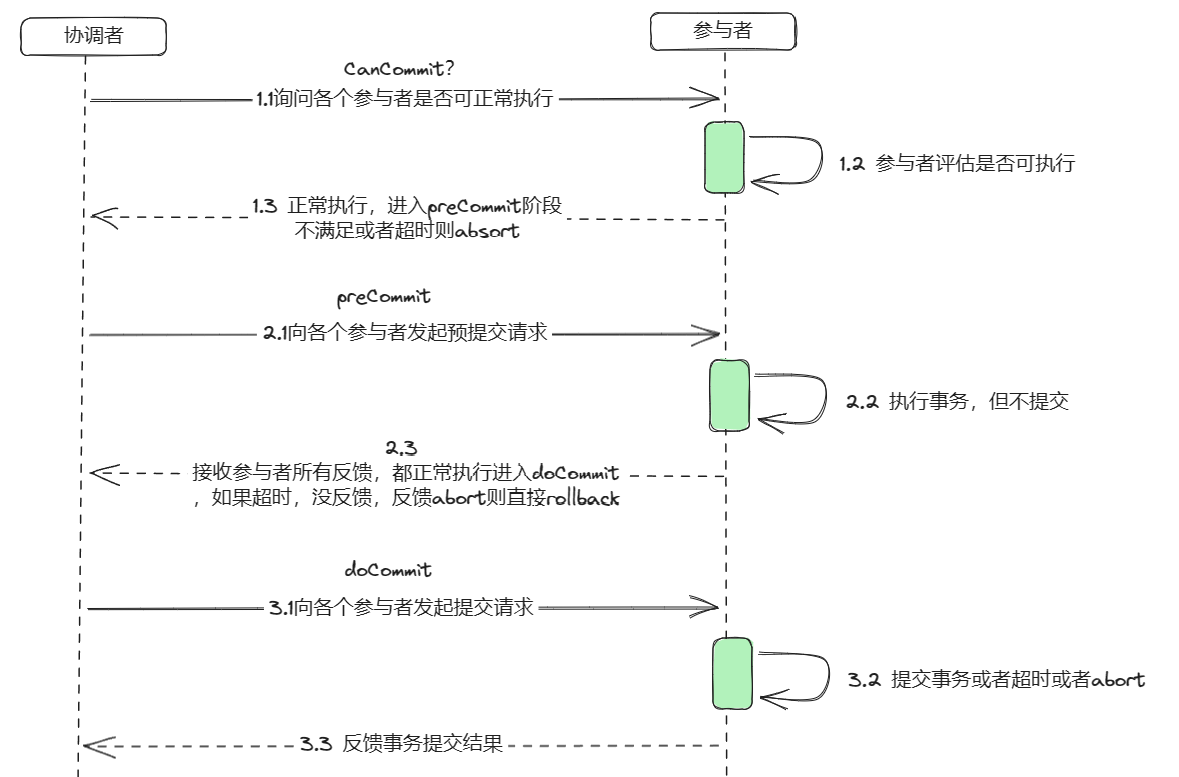 协调者
参与者
CanCommit?
1.1询问各个参与者是否可正常执行
1.2 参与者评估是否可执行
1.3 正常执行，进入preCommit阶段
不满足或者超时则absort
preCommit
2.1向各个参与者发起预提交请求
2.2 执行事务，但不提交
2.3
接收参与者所有反馈，都正常执行进入doCommit
，如果超时，没反馈，反馈abort则直接rollback
doCommit
3.1向各个参与者发起提交请求
3.2 提交事务或者超时或者abort
3.3 反馈事务提交结果